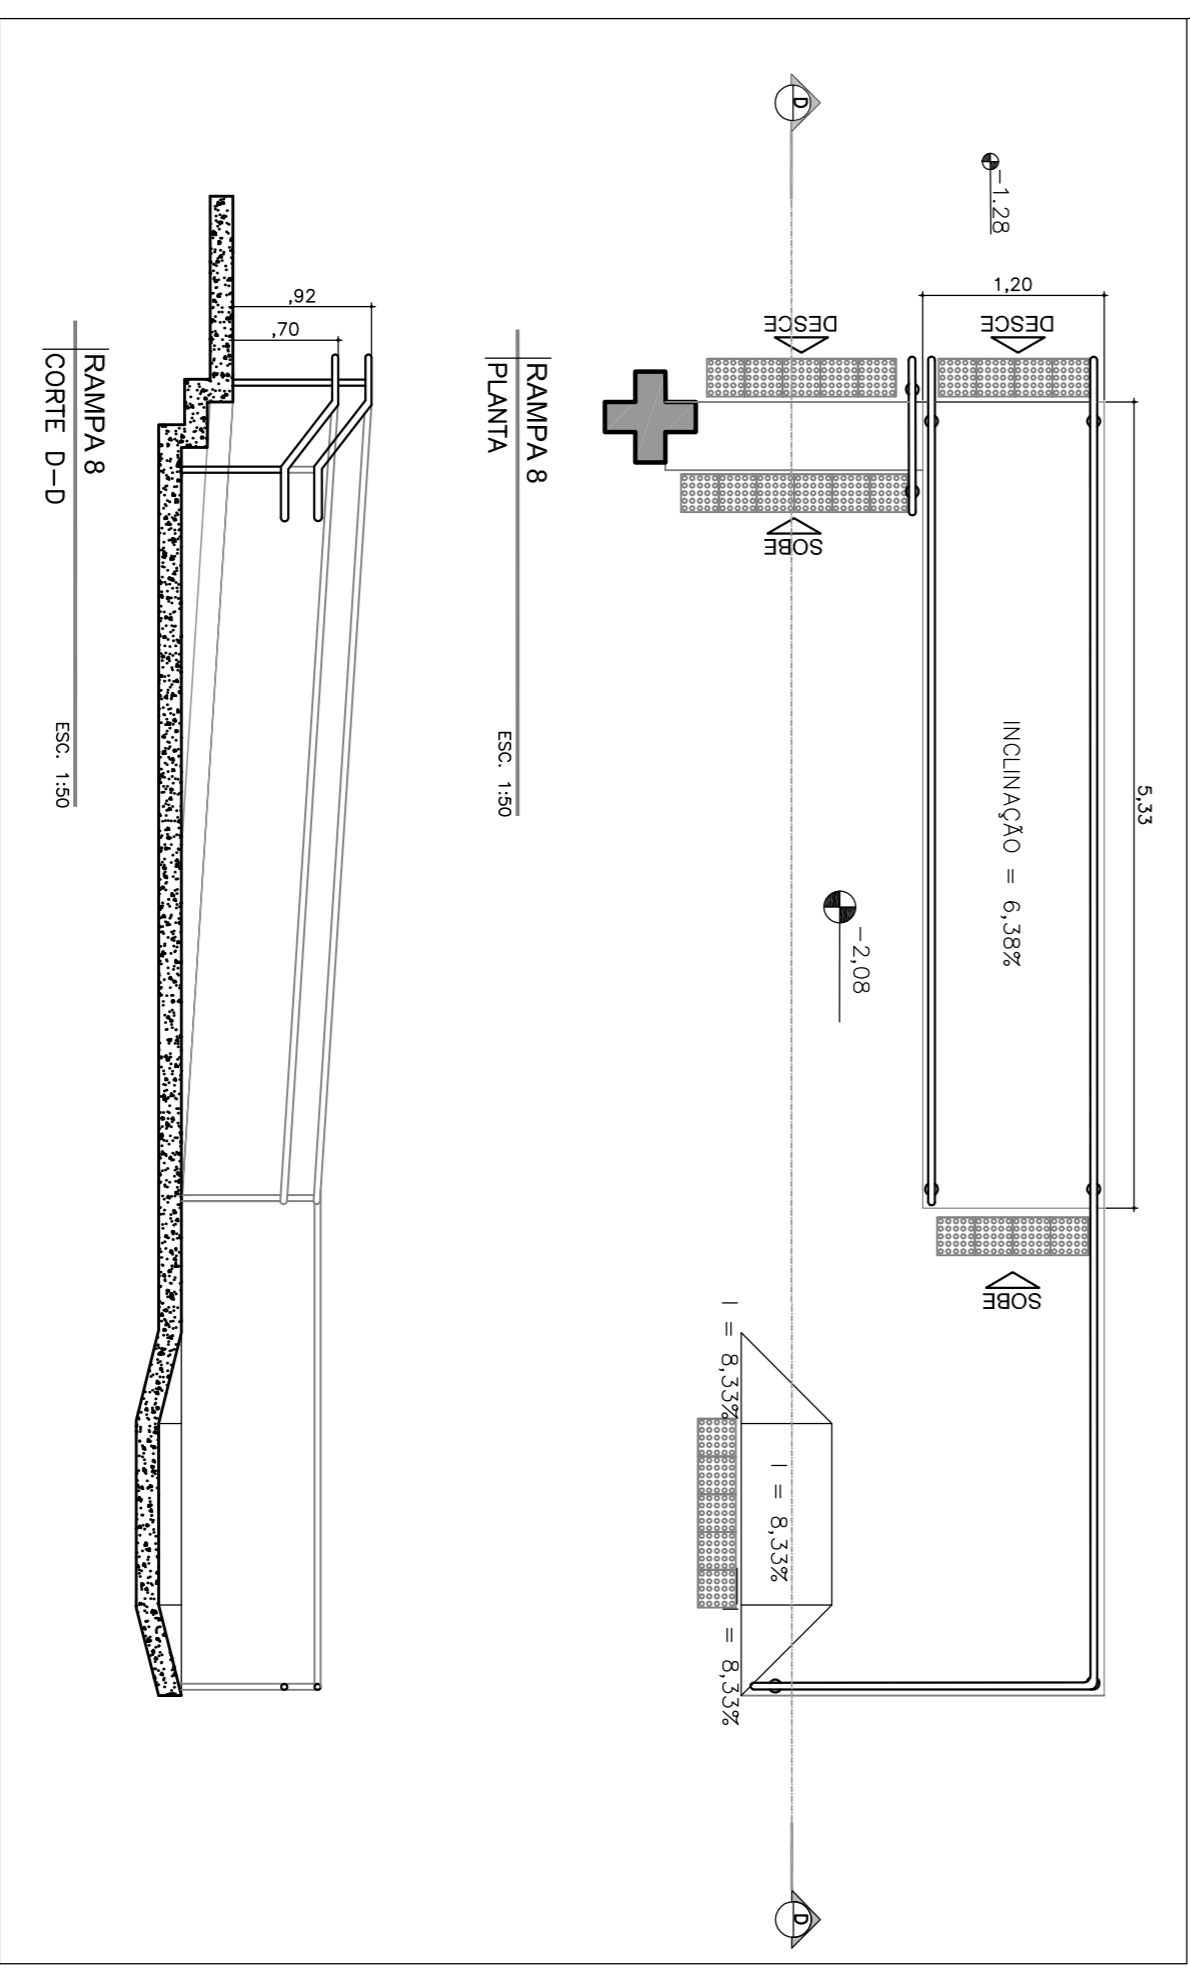 D
-1.28
1,20
DESCE
DESCE
5,33
INCLINAÇÃO = 6,38%
SOBE
-2,08
SOBE
I = 8,33%
I = 8,33%
I = 8,33%
D
RAMPA 8
PLANTA
ESC. 1:50
,92
,70
RAMPA 8
CORTE D-D
ESC. 1:50